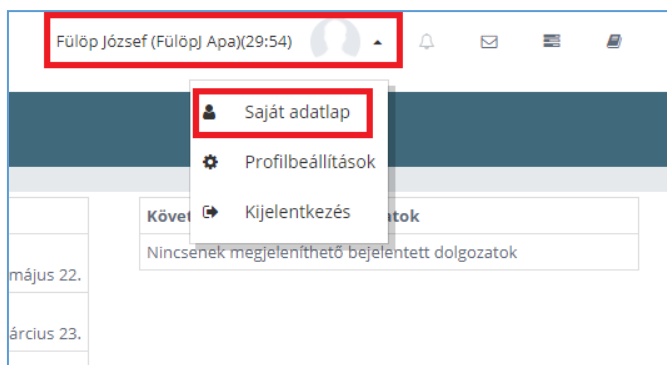 Fülöp József (FülöpJ Apa)(29:54)
Saját adatlap
Profilbeállítások
Kijelentkezés
Követ
tok
Nincsenek megjeleníthető bejelentett dolgozatok
május 22.
árcius 23.